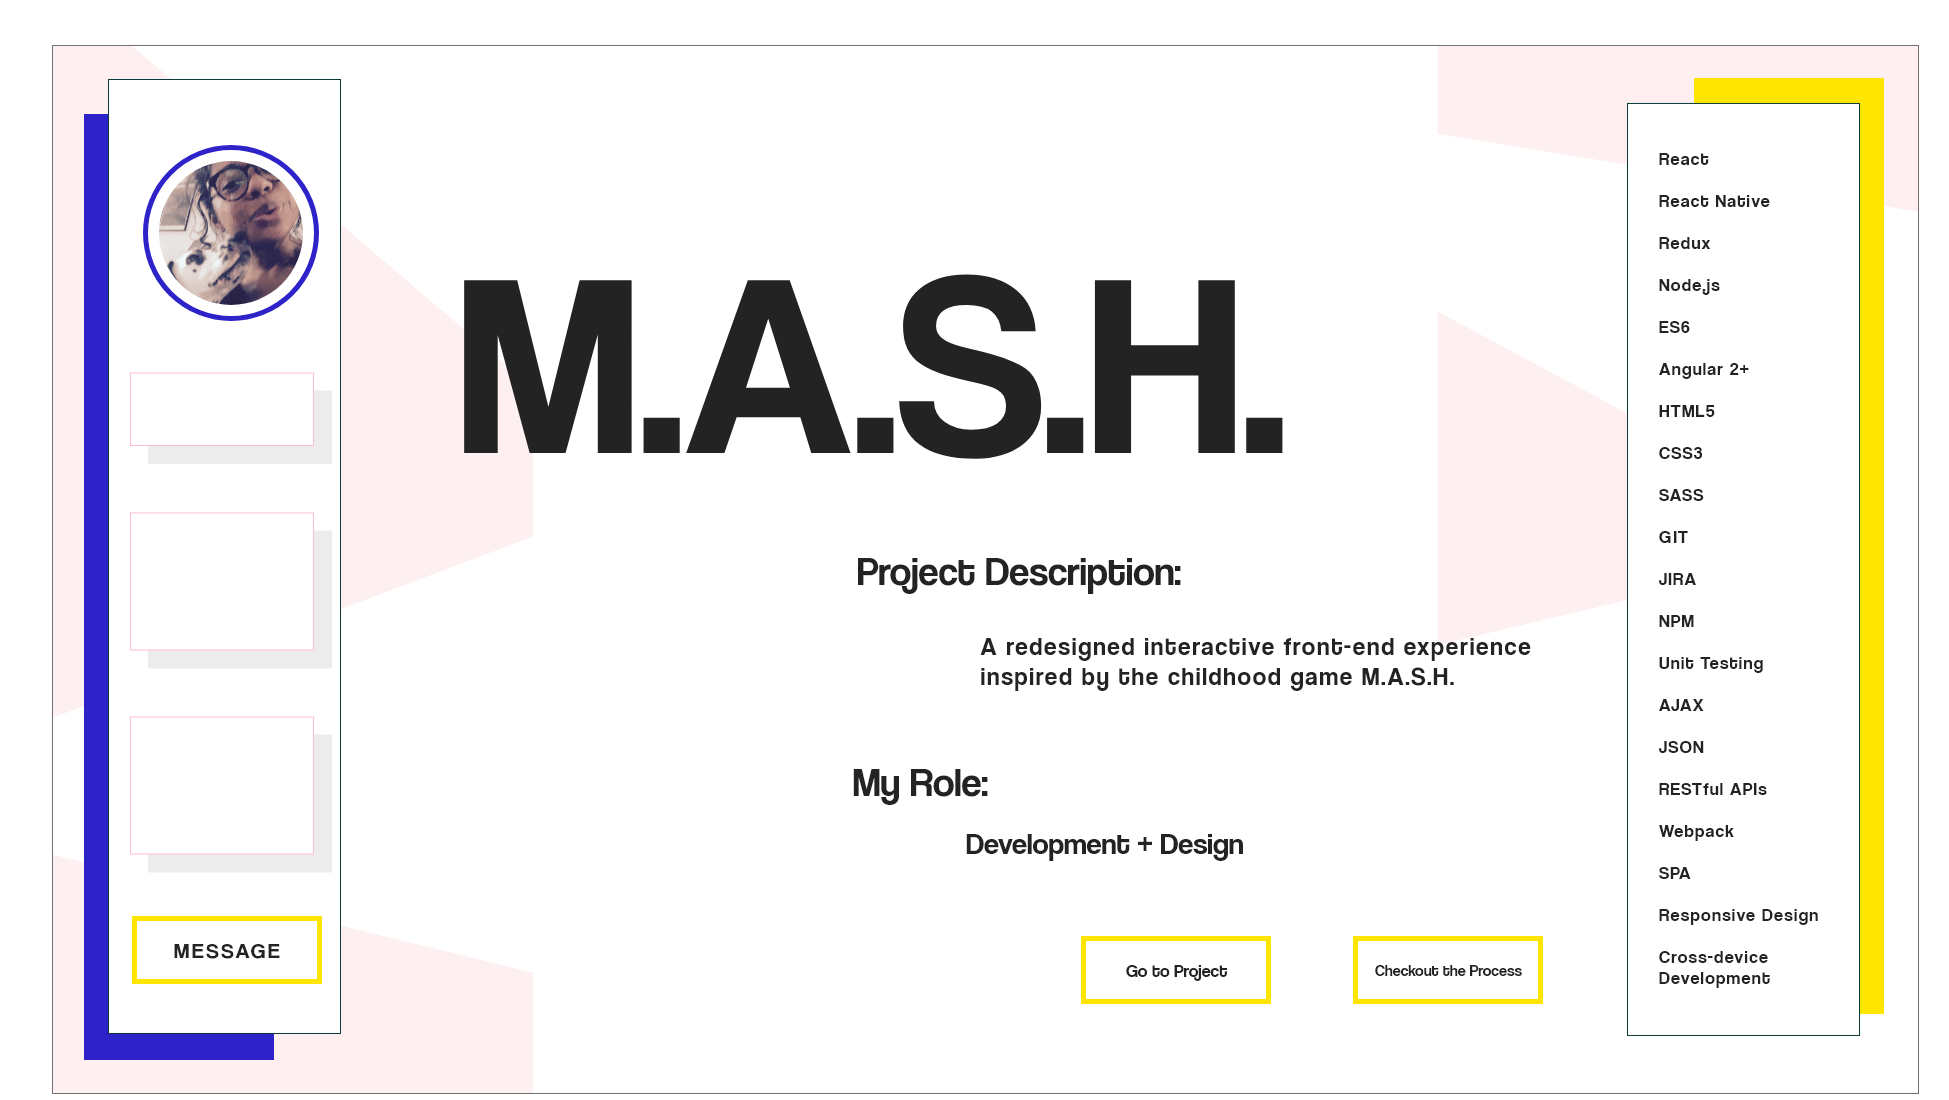 MESSAGE
M.A.S.H.
Project Description:
A redesigned interactive front-end experience
inspired by the childhood game M.A.S.H.
My Role:
Development + Design
Go to Project
Checkout the Process
React
React Native
Redux
Node.js
ES6
Angular 2+
HTML5
CSS3
SASS
GIT
JIRA
NPM
Unit Testing
AJAX
JSON
RESTful APIs
Webpack
SPA
Responsive Design
Cross-device
Development